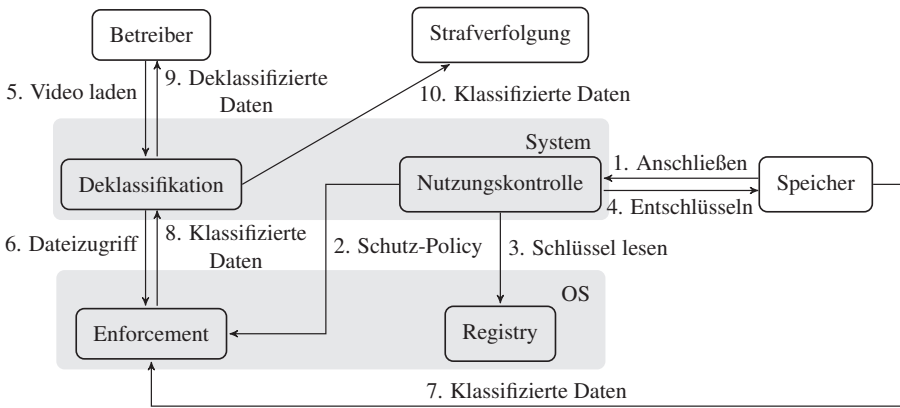 Betreiber
Strafverfolgung
5. Video laden
9. Deklassifizierte
Daten
10. Klassifizierte Daten
System
Deklassifikation
Nutzungskontrolle
1. Anschließen
Speicher
4. Entschlüsseln
6. Dateizugriff
8. Klassifizierte
Daten
2. Schutz-Policy
3. Schlüssel lesen
OS
Enforcement
Registry
7. Klassifizierte Daten